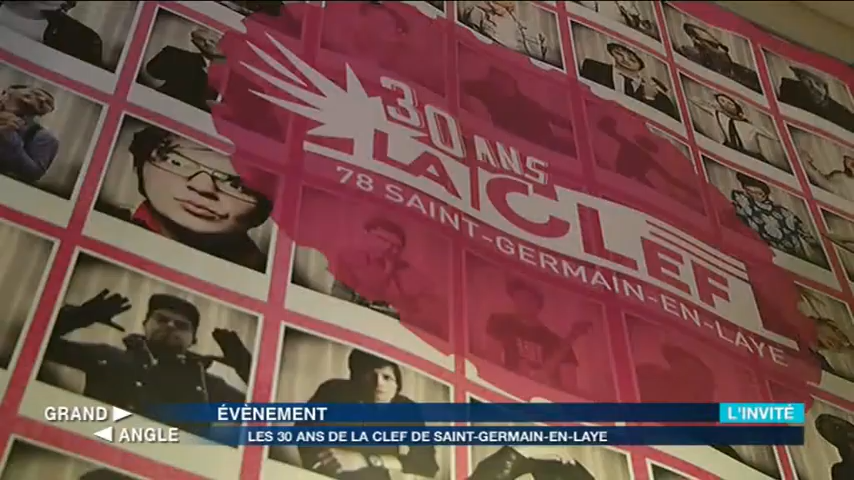 30 ANS
LA CLEF
78 SAINT-GERMAIN-EN-LAYE
GRAND
ANGLE
ÉVÈNEMENT
L'INVITÉ
LES 30 ANS DE LA CLEF DE SAINT-GERMAIN-EN-LAYE